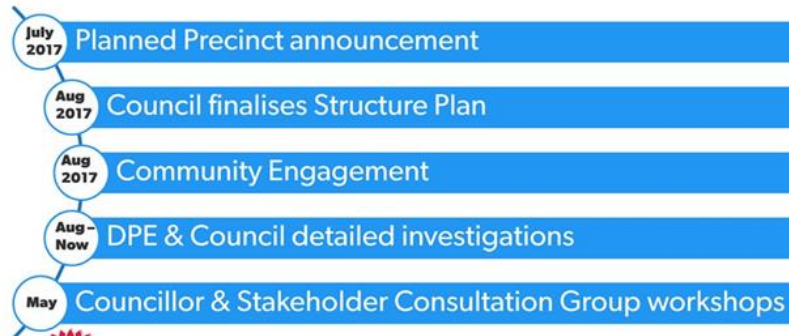 July
2017
Planned Precinct announcement
Aug
2017
Council finalises Structure Plan
Aug
2017
Community Engagement
Aug–
Now
DPE & Council detailed investigations
May
Councillor & Stakeholder Consultation Group workshops